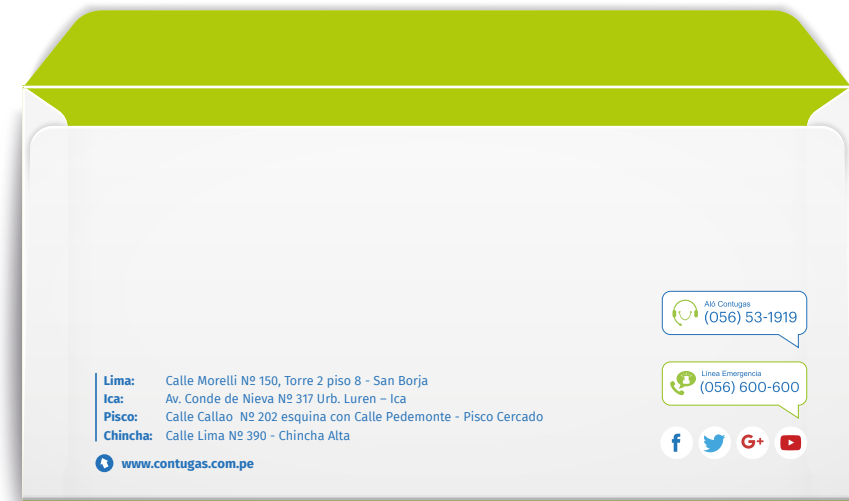 Aló Contugas
(056) 53-1919
Linea Emergencia
(056) 600-600
Lima: Calle Morelli Nº 150, Torre 2 piso 8 - San Borja
Ica: Av. Conde de Nieva Nº 317 Urb. Luren – Ica
Pisco: Calle Callao Nº 202 esquina con Calle Pedemonte - Pisco Cercado
Chincha: Calle Lima Nº 390 - Chincha Alta
www.contugas.com.pe
f G+